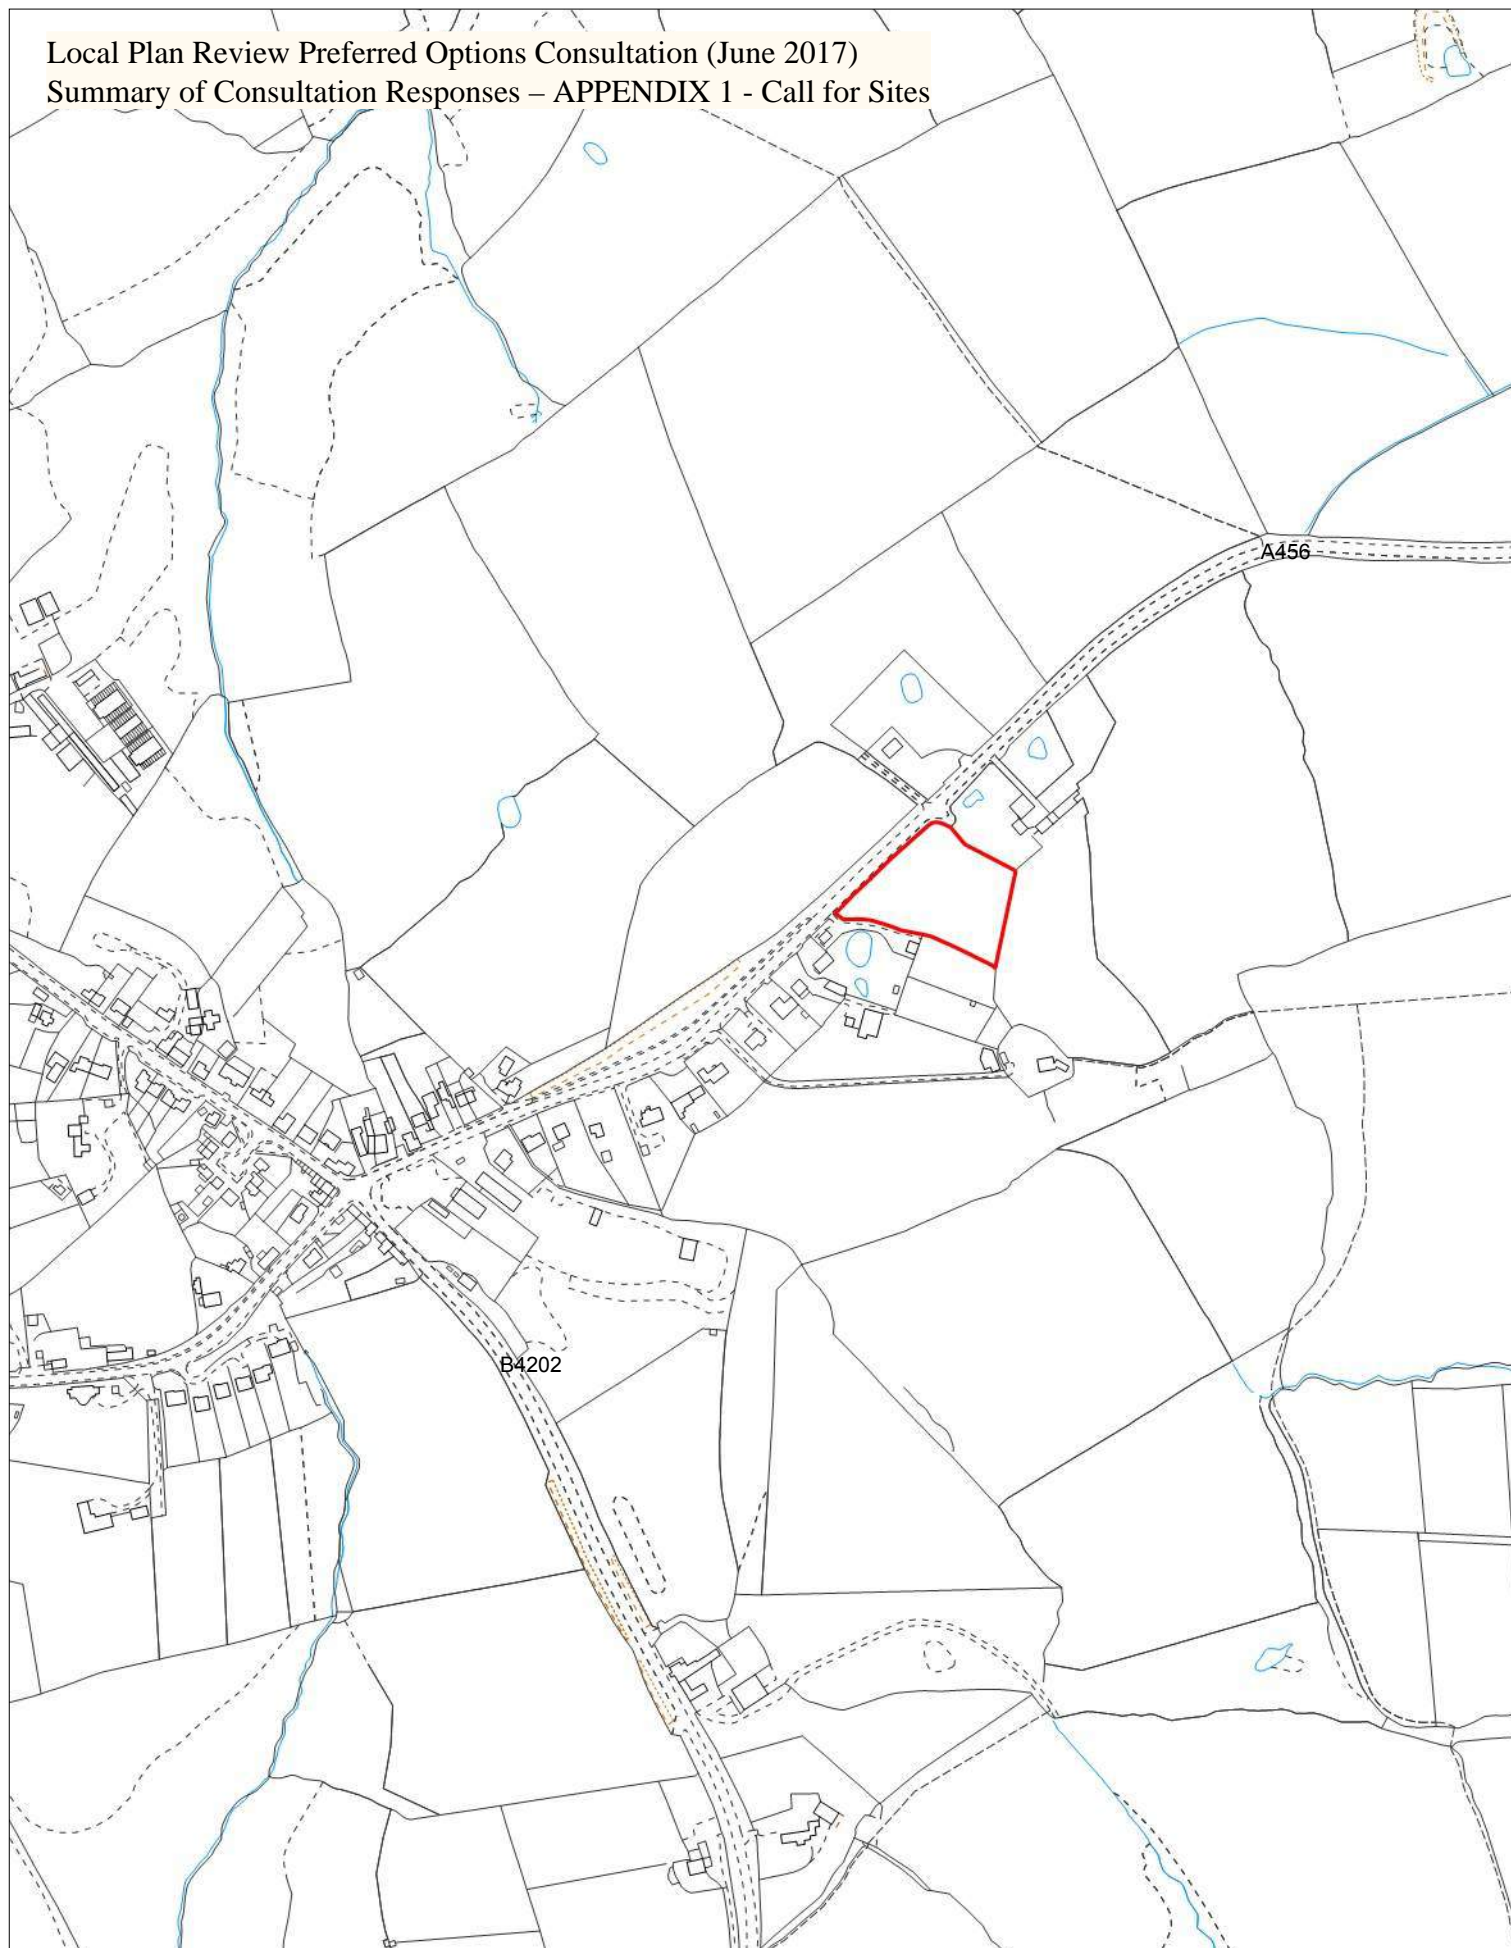 Local Plan Review Preferred Options Consultation (June 2017)
Summary of Consultation Responses – APPENDIX 1 - Call for Sites
A456
B4202